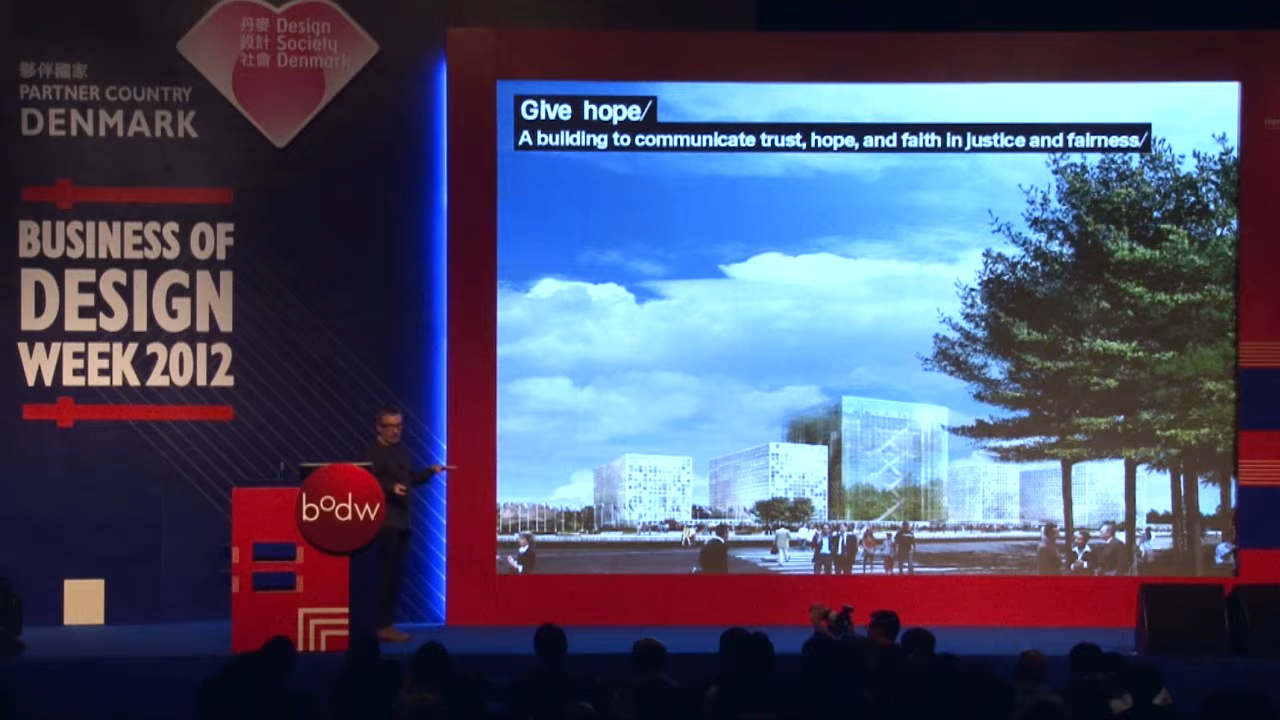 丹麥 Design
設計 Society
社會 Denmark
夥伴國家
PARTNER COUNTRY
DENMARK
BUSINESS OF
DESIGN
WEEK 2012
bodw
Give hope/
A building to communicate trust, hope, and faith in justice and fairness/